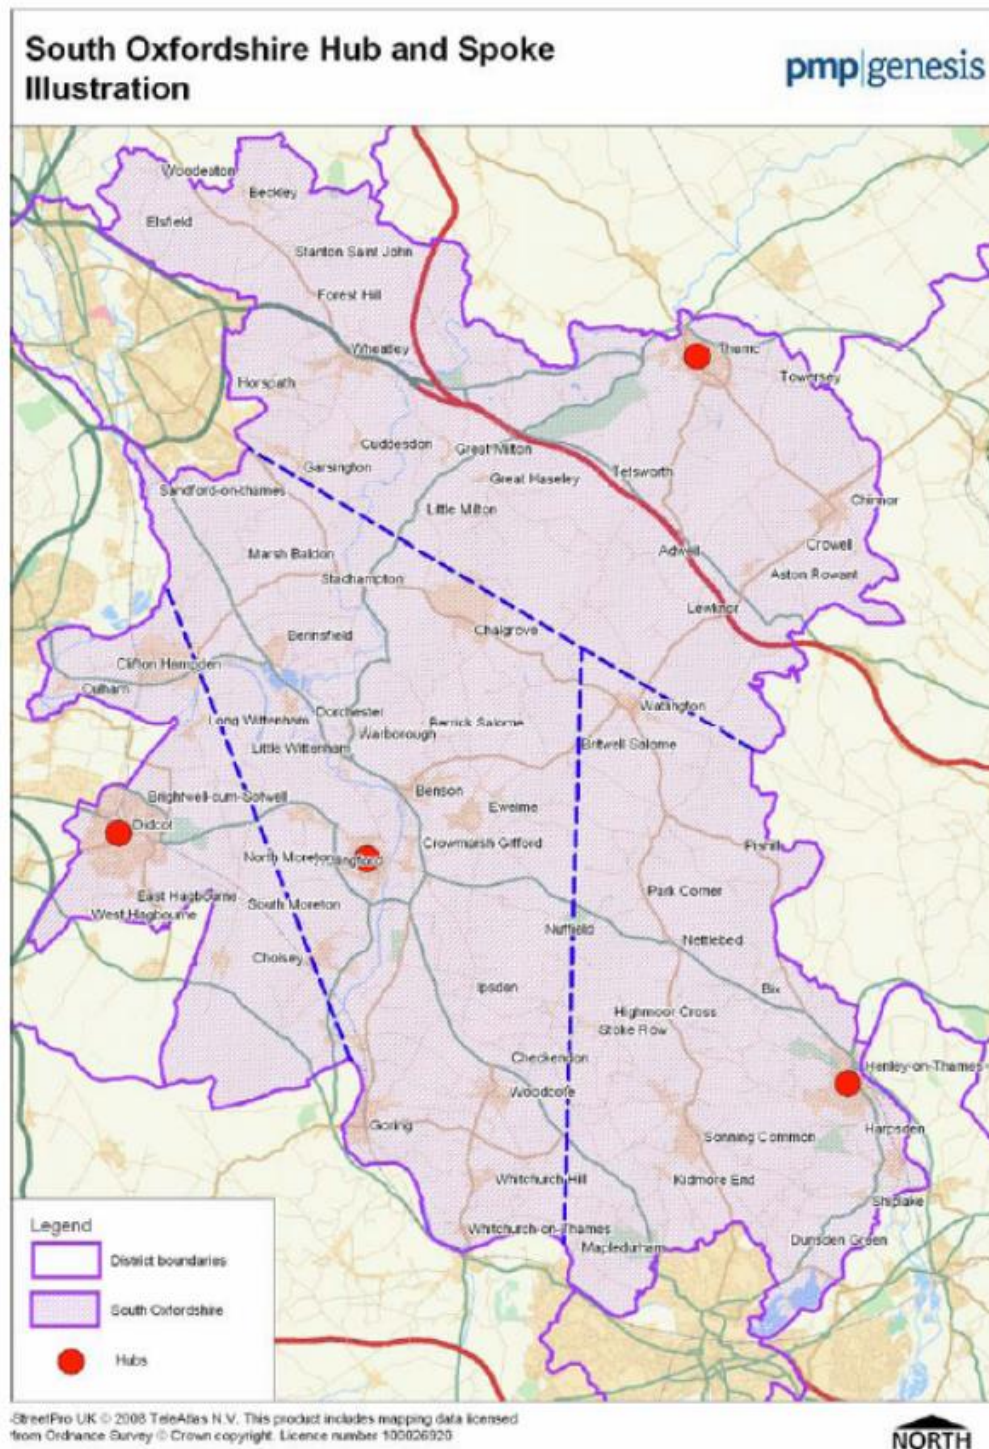 South Oxfordshire Hub and Spoke
Illustration
pmp|genesis
Woodeaton
Beckley
Elsfield
Stanton Saint John
Forest Hill
Wheatley
Thame
Towersey
Horspath
Cuddesdon
Great Milton
Garsington
Tetsworth
Great Haseley
Sandford-on-thames
Chinnor
Little Milton
Crowell
Marsh Baldon
Adwell
Aston Rowant
Stadhampton
Lewknor
Chalgrove
Berinsfield
Clifton Hampden
Culham
Watlington
Dorchester
Long Wittenham
Berrick Salome
Warborough
Little Wittenham
Britwell Salome
Benson
Brightwell-cum-Sotwell
Ewelme
Didcot
Crowmarsh Gifford
Pishill
North Moreton
Wallingford
Park Corner
East Hagbourne
South Moreton
West Hagbourne
Nuffield
Nettlebed
Cholsey
Ipsden
Bix
Highmoor Cross
Stoke Row
Checkendon
Henley-on-Thames
Woodcote
Goring
Harpsden
Sonning Common
Whitchurch Hill
Kidmore End
Shiplake
Whitchurch-on-Thames
Dunsden Green
Mapledurham
Legend
District boundaries
South Oxfordshire
Hubs
StreetPro UK © 2008 TeleAtlas N.V. This product includes mapping data licensed
from Ordnance Survey © Crown copyright. Licence number 100026920
NORTH